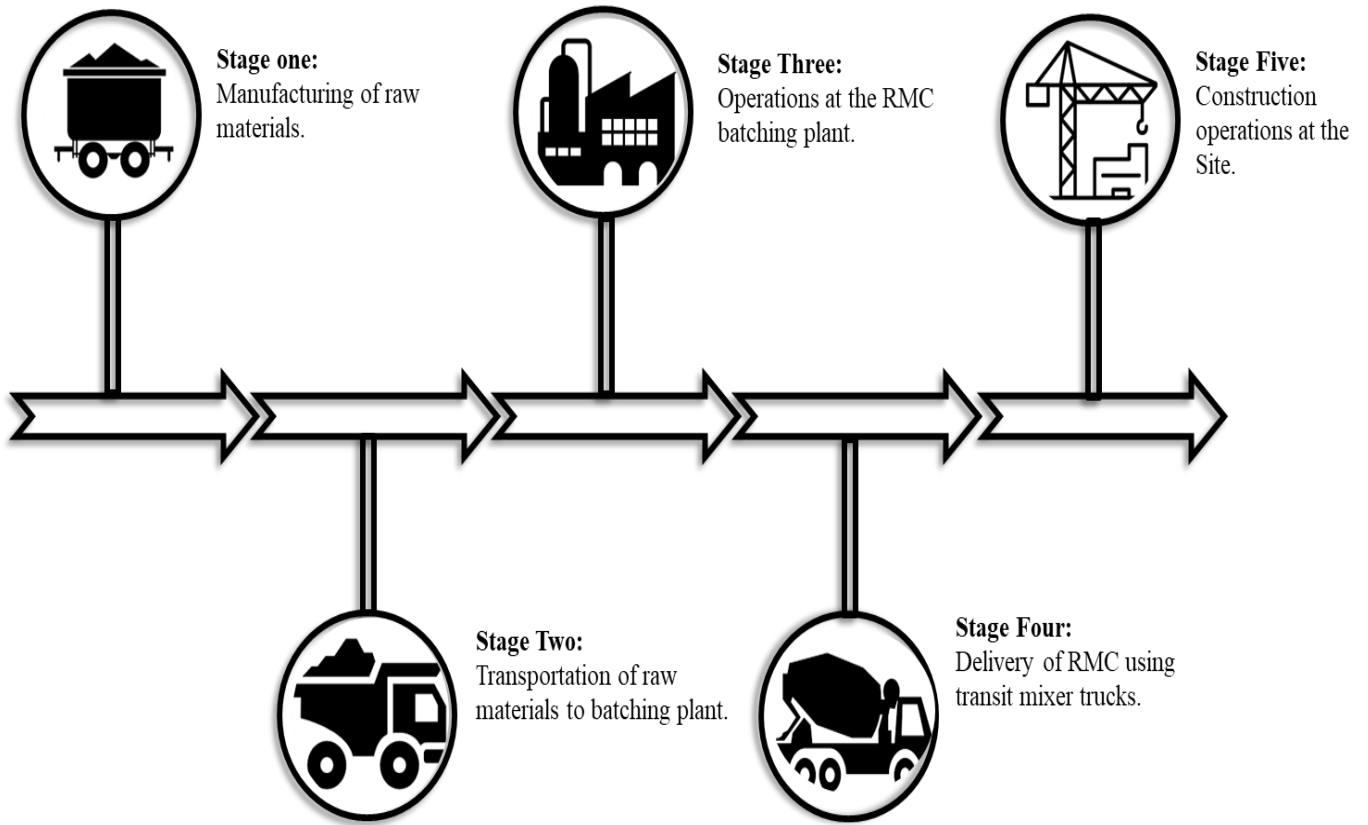 Stage one:
Manufacturing of raw
materials.
Stage Two:
Transportation of raw
materials to batching plant.
Stage Three:
Operations at the RMC
batching plant.
Stage Four:
Delivery of RMC using
transit mixer trucks.
Stage Five:
Construction
operations at the
Site.